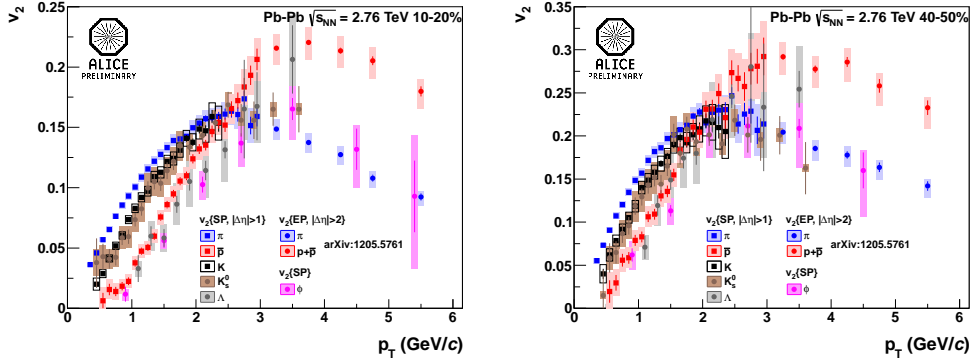 v₂
Pb-Pb √sNN = 2.76 TeV 10-20%
ALICE
PRELIMINARY
0.25
0.2
0.15
0.1
0.05
0
v₂{SP, |Δη|>1}
v₂{EP, |Δη|>2}
π
π
p̄
p+p̄
arXiv:1205.5761
K
K⁰s
v₂{SP}
Λ
ϕ
0 1 2 3 4 5 6
pT (GeV/c)
v₂
Pb-Pb √sNN = 2.76 TeV 40-50%
ALICE
PRELIMINARY
0.35
0.3
0.25
0.2
0.15
0.1
0.05
0
v₂{SP, |Δη|>1}
v₂{EP, |Δη|>2}
π
π
p̄
p+p̄
arXiv:1205.5761
K
K⁰s
v₂{SP}
Λ
ϕ
0 1 2 3 4 5 6
pT (GeV/c)